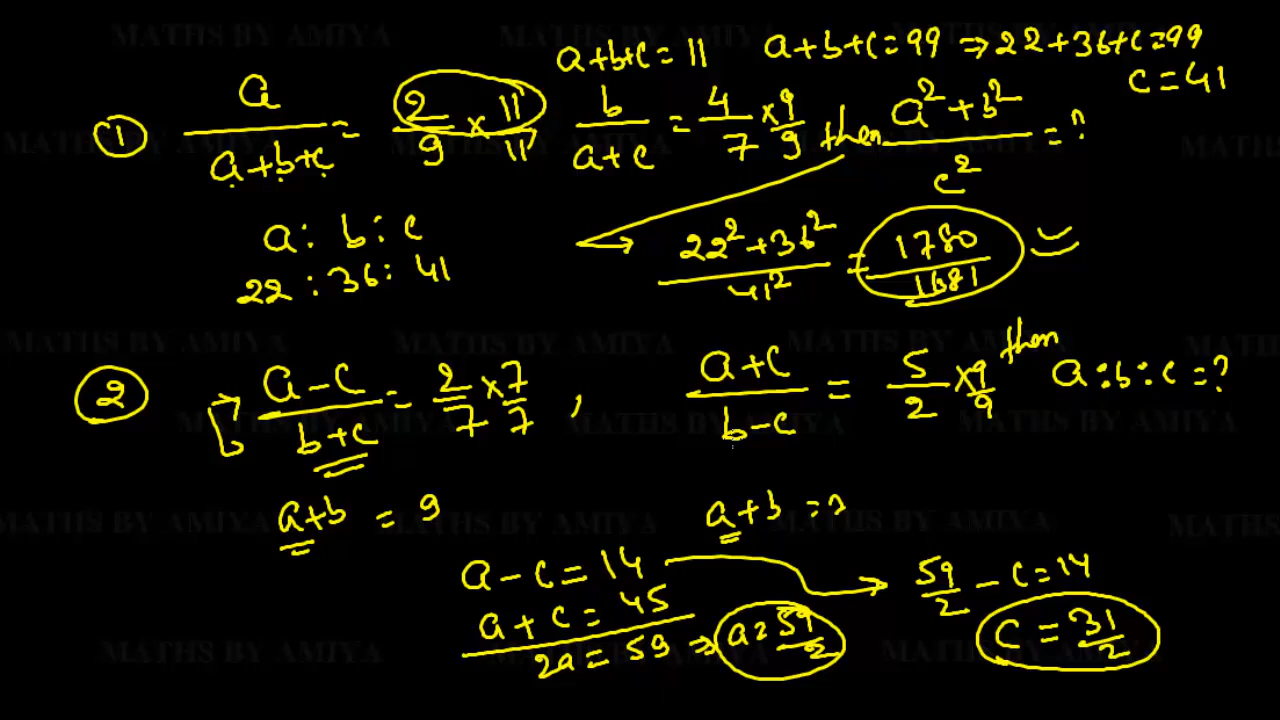 a+b+c = 11 a+b+c = 99 ⇒ 22+36+c = 99
c = 41
① a/(a+b+c) = 2/9 × 11/11 b/(a+c) = 4/7 × 9/9 then (a²+b²)/c² = ?
a : b : c
22 : 36 : 41
(22²+36²)/41² = 1780/1681
② (a-c)/(b+c) = 2/7 × 7/7 , (a+c)/(b-c) = 5/2 × 9/9 then a:b:c = ?
a+b = 9 a+b = 7
a-c = 14 → 59/2 - c = 14
a+c = 45
2a = 59 ⇒ a = 59/2 c = 31/2
MATHS BY AMIYA